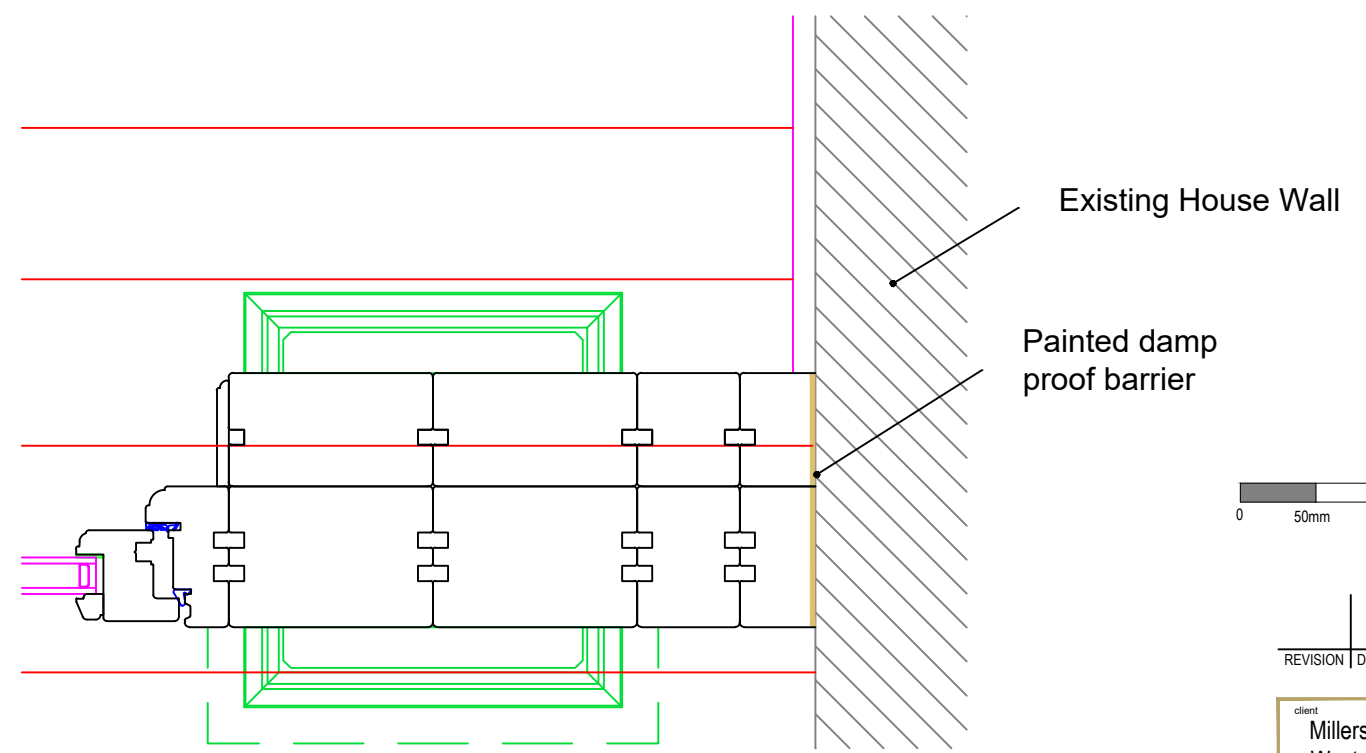 Existing House Wall
Painted damp
proof barrier
0 50mm
REVISION
client
Millers